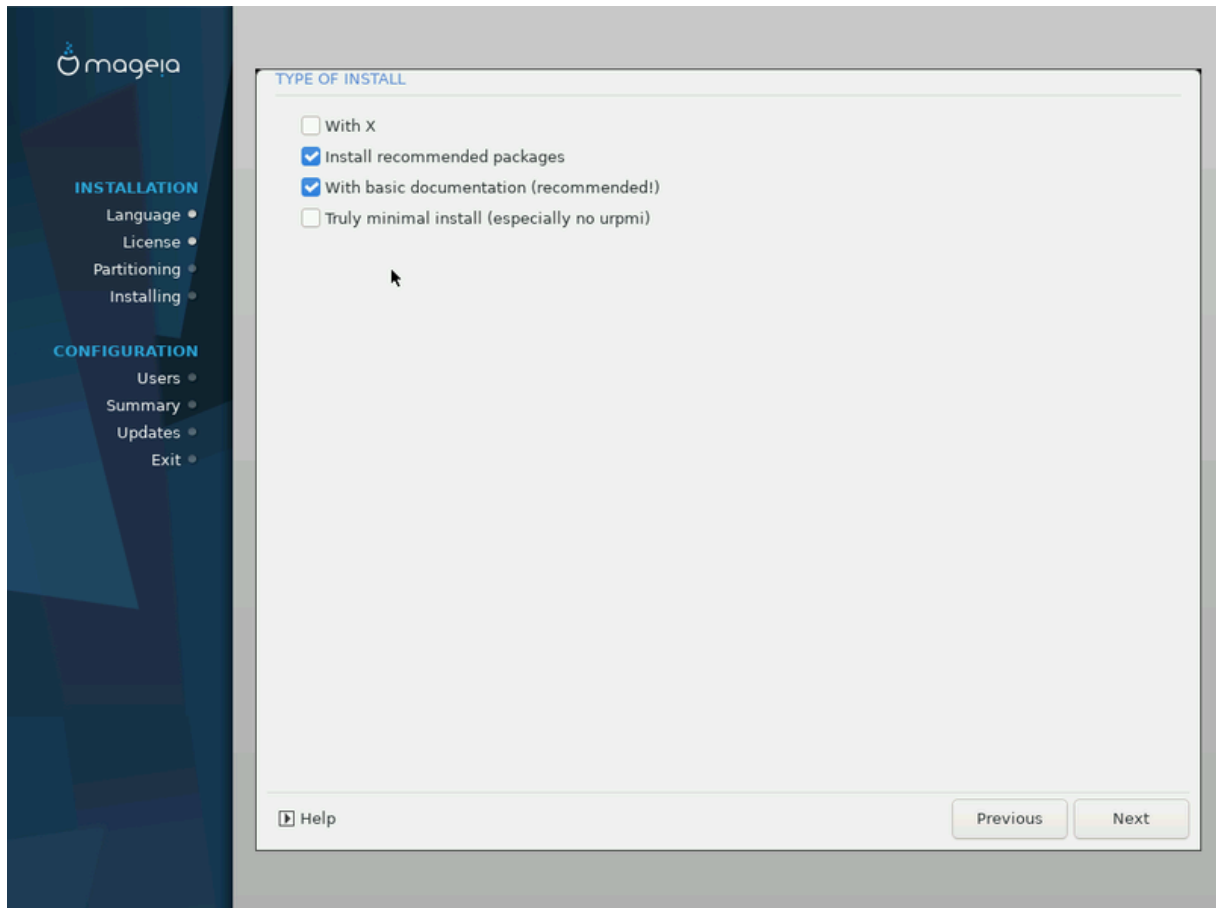 mageia
INSTALLATION
Language
License
Partitioning
Installing
CONFIGURATION
Users
Summary
Updates
Exit
TYPE OF INSTALL
With X
Install recommended packages
With basic documentation (recommended!)
Truly minimal install (especially no urpmi)
Help
Previous
Next